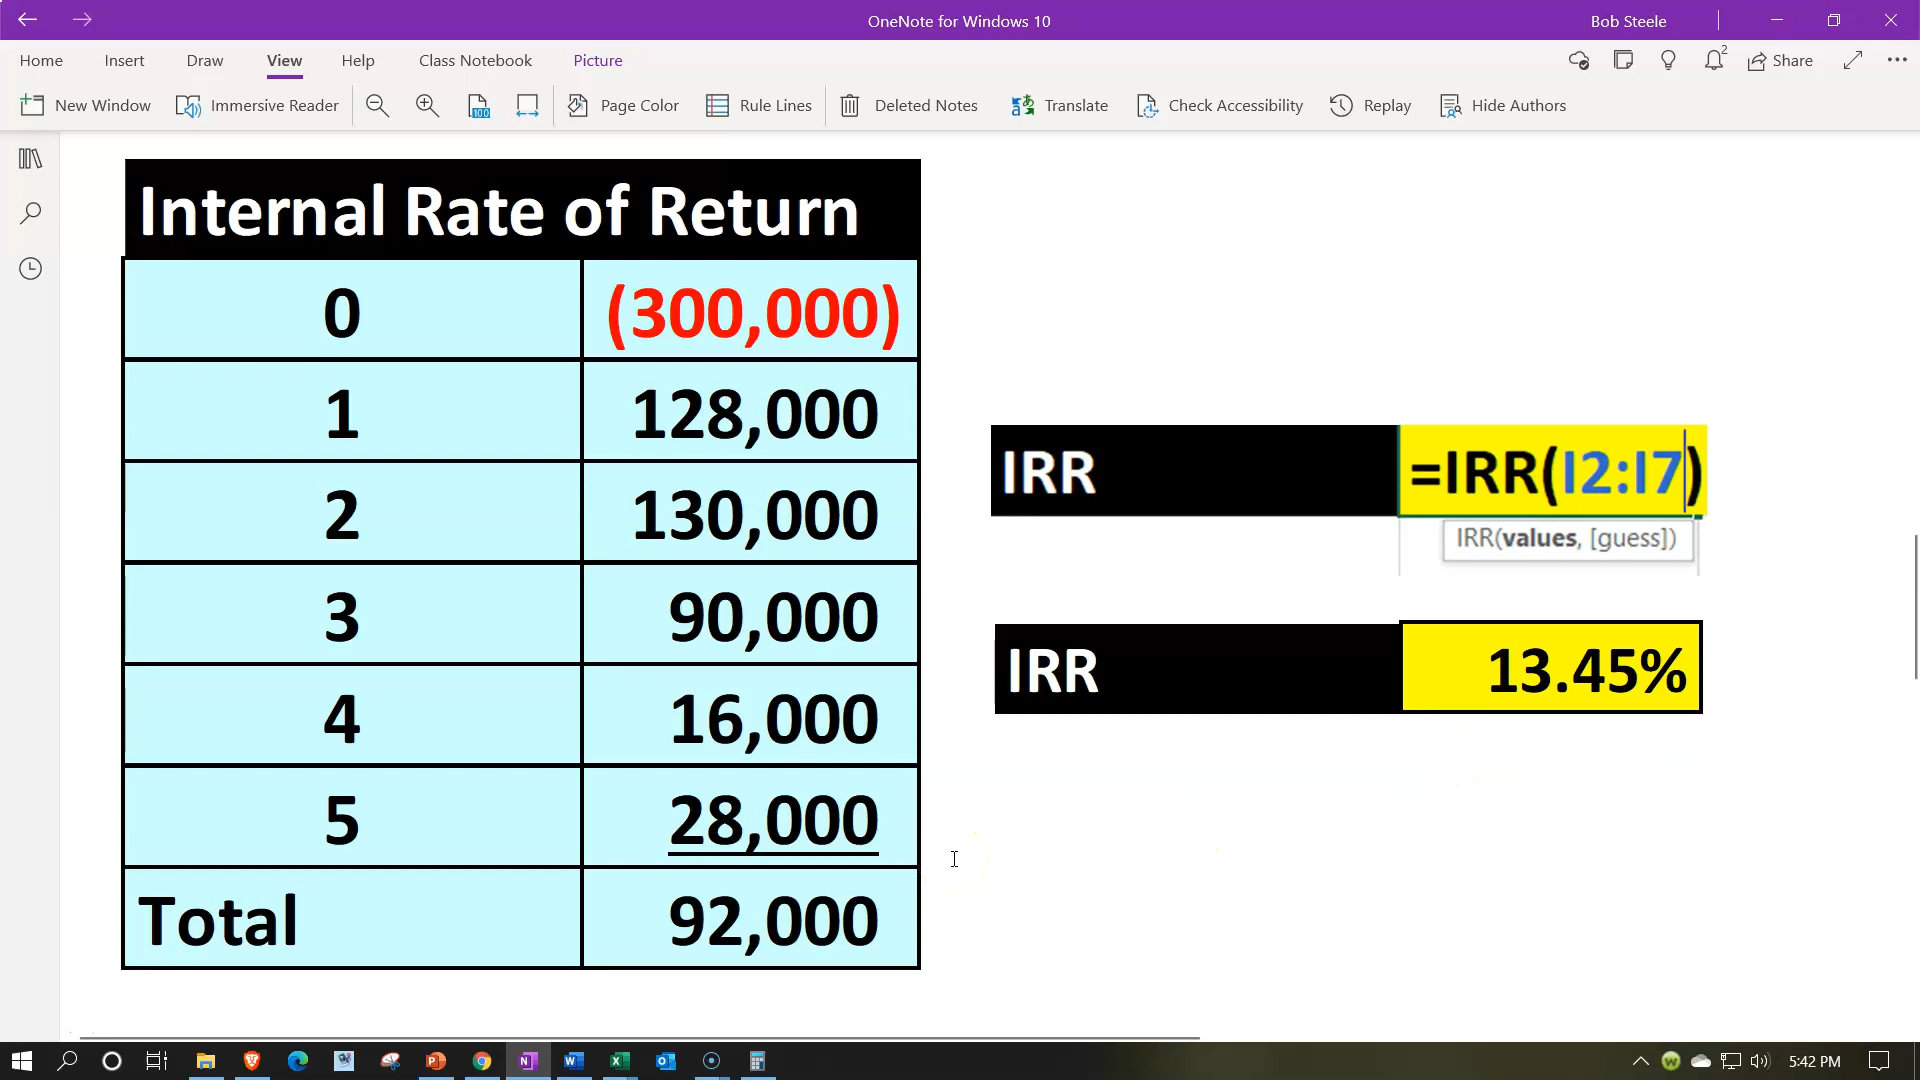 OneNote for Windows 10
Bob Steele
Home Insert Draw View Help Class Notebook Picture
2 Share
New Window Immersive Reader 100 Page Color Rule Lines Deleted Notes Translate Check Accessibility Replay Hide Authors
Internal Rate of Return
0 (300,000)
1 128,000
2 130,000
3 90,000
4 16,000
5 28,000
Total 92,000
IRR =IRR(I2:I7)
IRR(values, [guess])
IRR 13.45%
5:42 PM